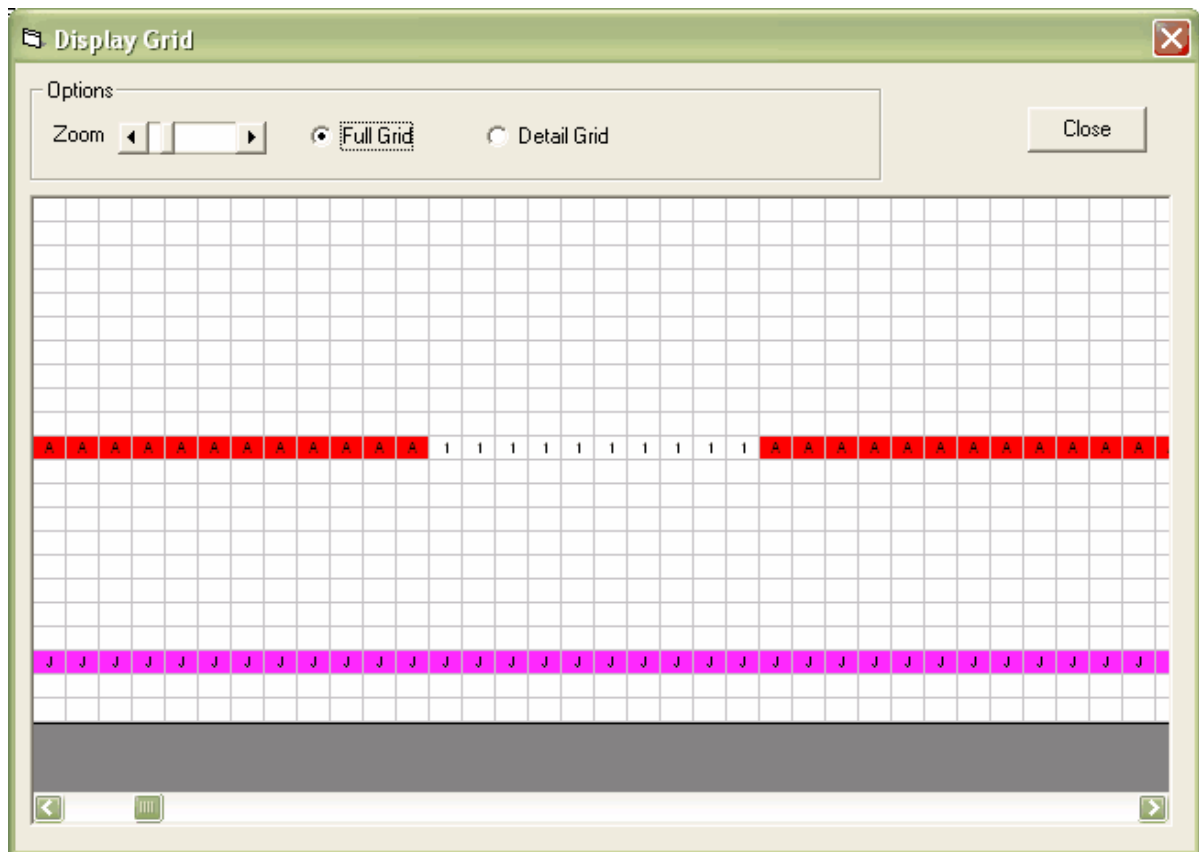 Display Grid
Options
Zoom Full Grid Detail Grid Close
A A A A A A A A A A A A 1 1 1 1 1 1 1 1 1 1 A A A A A A A A A A A A
J J J J J J J J J J J J J J J J J J J J J J J J J J J J J J J J J J